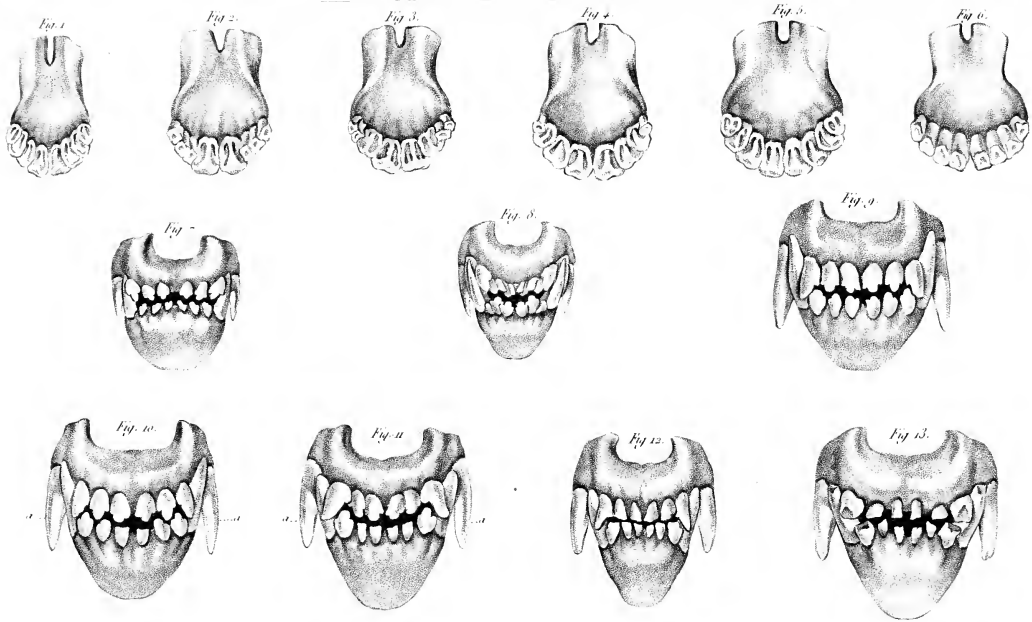 Fig. 1
Fig 2.
Fig. 3.
Fig 4.
Fig. 5.
Fig 6.
Fig 7
Fig. 8.
Fig. 9.
Fig. 10.
Fig. 11
Fig 12.
Fig 13.
a
a
a
a